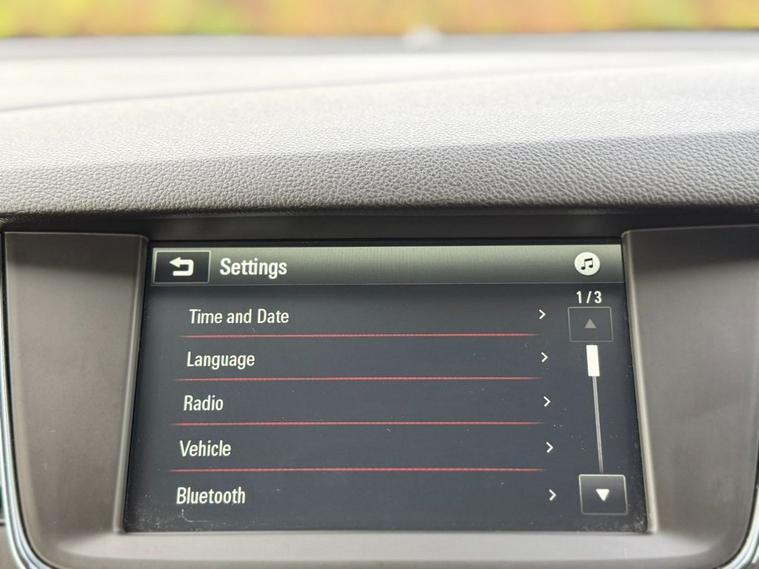 Settings
1/3
Time and Date
Language
Radio
Vehicle
Bluetooth